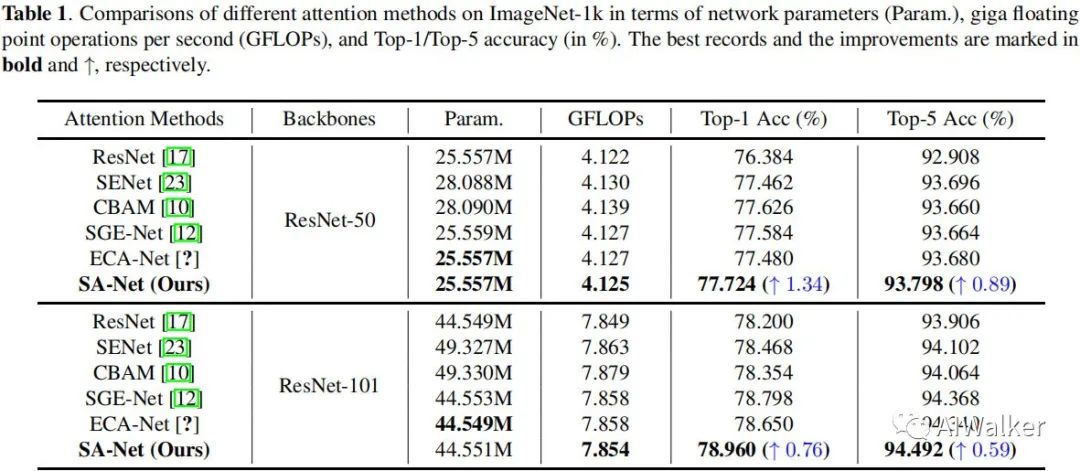 Table 1. Comparisons of different attention methods on ImageNet-1k in terms of network parameters (Param.), giga floating
point operations per second (GFLOPs), and Top-1/Top-5 accuracy (in %). The best records and the improvements are marked in
bold and ↑, respectively.
Attention Methods Backbones Param. GFLOPs Top-1 Acc (%) Top-5 Acc (%)
ResNet [17] 25.557M 4.122 76.384 92.908
SENet [23] 28.088M 4.130 77.462 93.696
CBAM [10] 28.090M 4.139 77.626 93.660
ResNet-50
SGE-Net [12] 25.559M 4.127 77.584 93.664
ECA-Net [?] 25.557M 4.127 77.480 93.680
SA-Net (Ours) 25.557M 4.125 77.724 (↑ 1.34) 93.798 (↑ 0.89)
ResNet [17] 44.549M 7.849 78.200 93.906
SENet [23] 49.327M 7.863 78.468 94.102
CBAM [10] 49.330M 7.879 78.354 94.064
ResNet-101
SGE-Net [12] 44.553M 7.858 78.798 94.368
ECA-Net [?] 44.549M 7.858 78.650
AIWalker
SA-Net (Ours) 44.551M 7.854 78.960 (↑ 0.76) 94.492 (↑ 0.59)